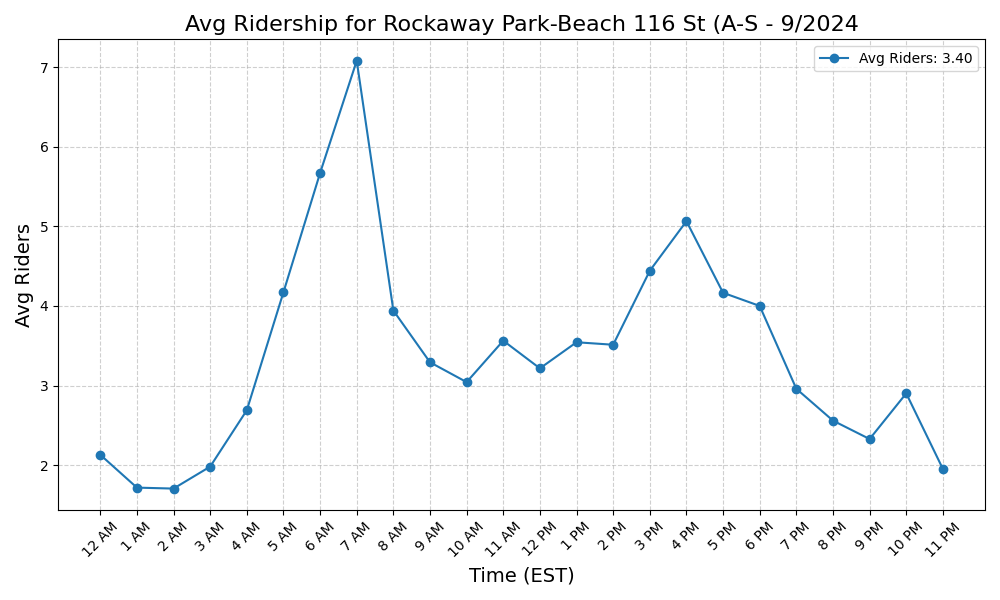 Avg Ridership for Rockaway Park-Beach 116 St (A-S - 9/2024
Avg Riders: 3.40
7
6
5
4
3
2
Avg Riders
12 AM
1 AM
2 AM
3 AM
4 AM
5 AM
6 AM
7 AM
8 AM
9 AM
10 AM
11 AM
12 PM
1 PM
2 PM
3 PM
4 PM
5 PM
6 PM
7 PM
8 PM
9 PM
10 PM
11 PM
Time (EST)